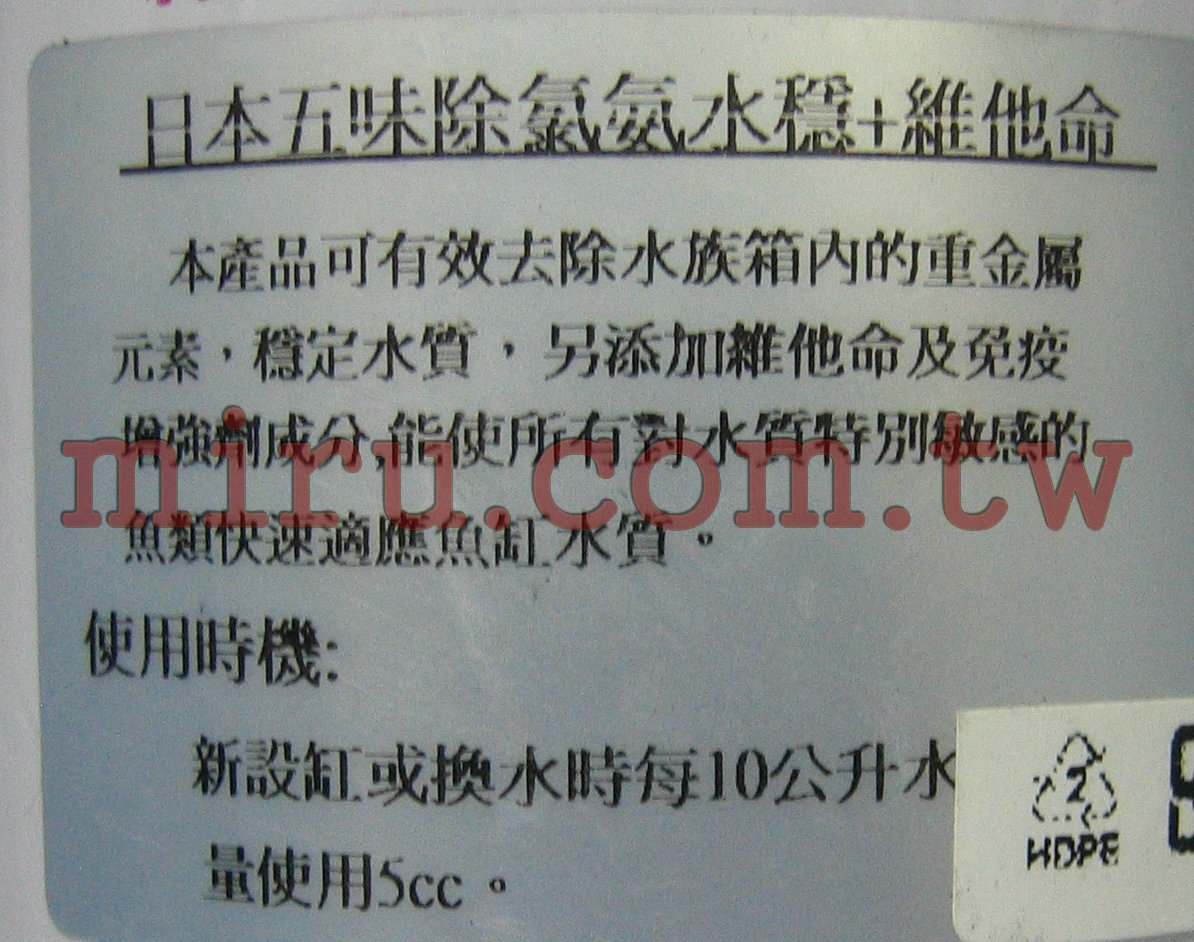 日本五味除氯氨水穩+維他命
本產品可有效去除水族箱內的重金屬
元素，穩定水質，另添加維他命及免疫
增強劑成分,能使所有對水質特別敏感的
miru.com.tw
魚類快速適應魚缸水質。
使用時機:
新設缸或換水時每10公升水
量使用5cc。
2
HDPE